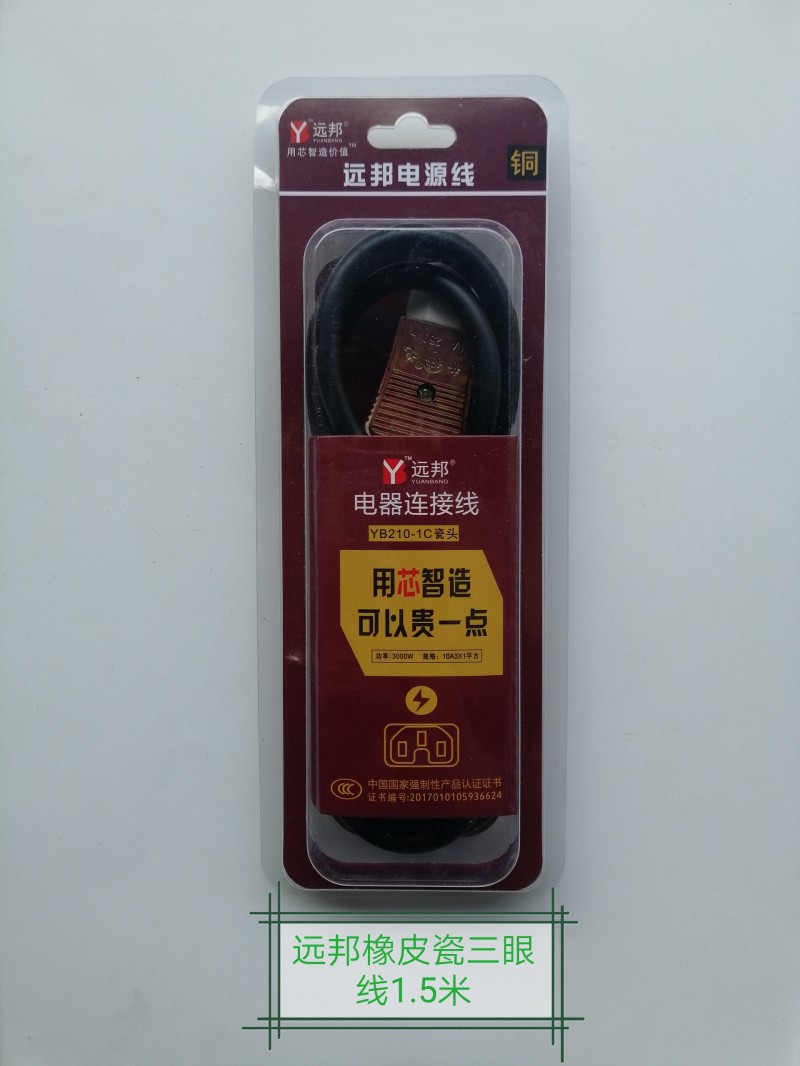 远邦®
YUANBANG
用芯智造价值™
远邦电源线
铜
远邦®
YUANBANG
电器连接线
YB210-1C瓷头
用芯智造
可以贵一点
功率:3000W 规格:10A3X1平方
中国国家强制性产品认证证书
证书编号:2017010105936624
远邦橡皮瓷三眼
线1.5米